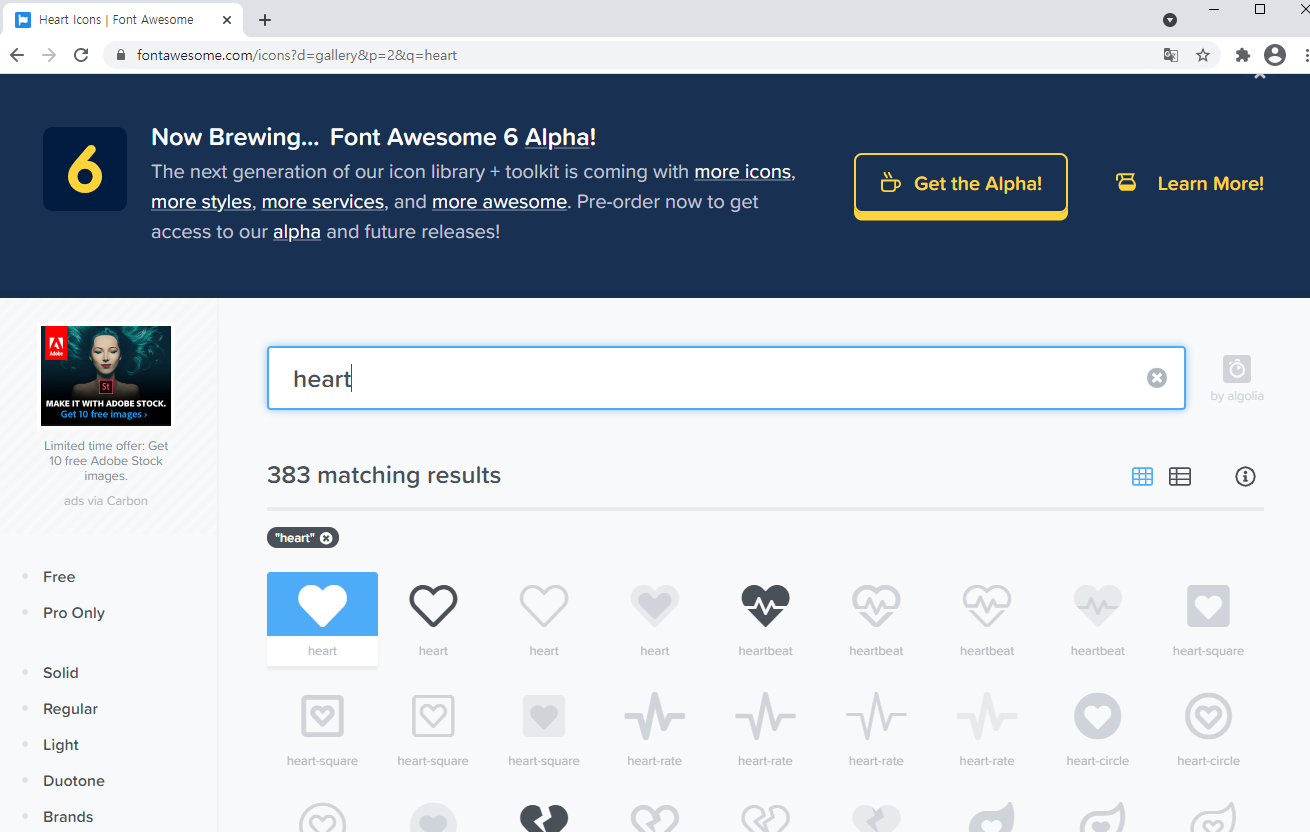 Heart Icons | Font Awesome
fontawesome.com/icons?d=gallery&p=2&q=heart
6
Now Brewing... Font Awesome 6 Alpha!
The next generation of our icon library + toolkit is coming with more icons,
more styles, more services, and more awesome. Pre-order now to get
access to our alpha and future releases!
Get the Alpha!
Learn More!
Adobe
St
MAKE IT WITH ADOBE STOCK.
Get 10 free images ›
Limited time offer: Get
10 free Adobe Stock
images.
ads via Carbon
heart
by algolia
383 matching results
"heart"
Free
Pro Only
Solid
Regular
Light
Duotone
Brands
heart heart heart heart heartbeat heartbeat heartbeat heartbeat heart-square
heart-square heart-square heart-square heart-rate heart-rate heart-rate heart-rate heart-circle heart-circle